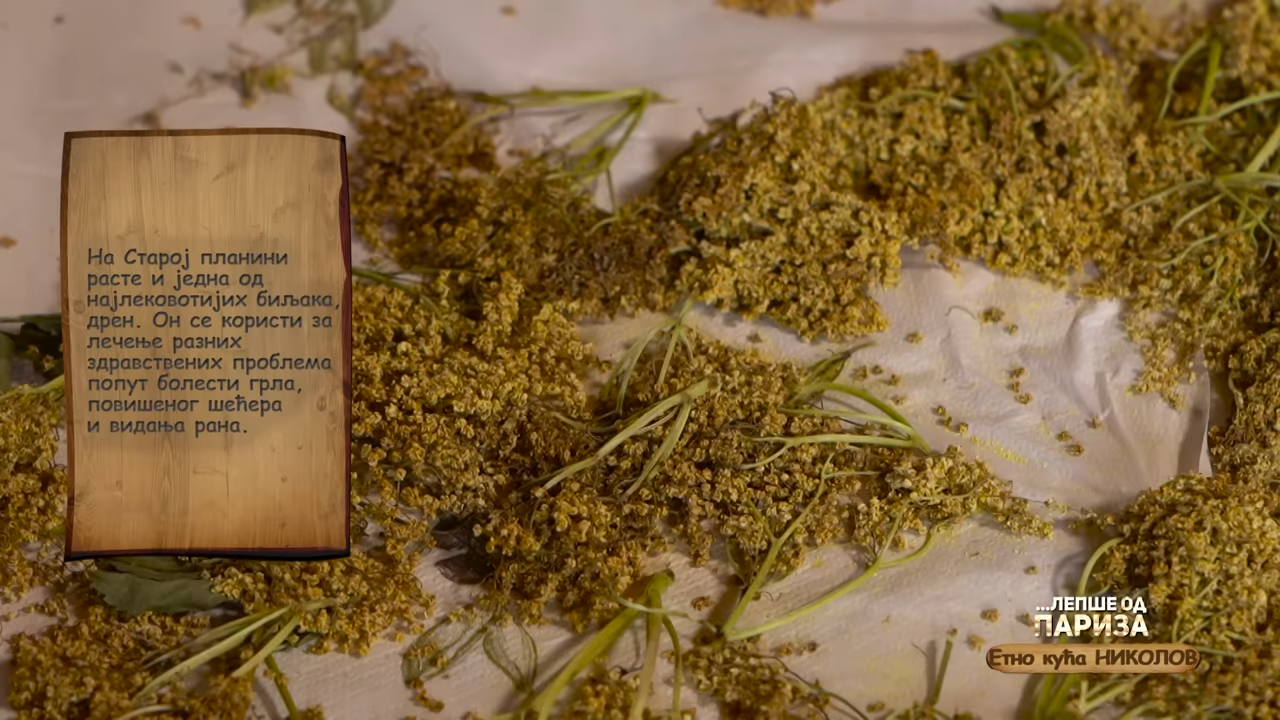 На Старој планини
расте и једна од
најлековотијих биљака,
дрен. Он се користи за
лечење разних
здравствених проблема
попут болести грла,
повишеног шећера
и видања рана.
...ЛЕПШЕ ОД
ПАРИЗА
Етно кућа НИКОЛОВ